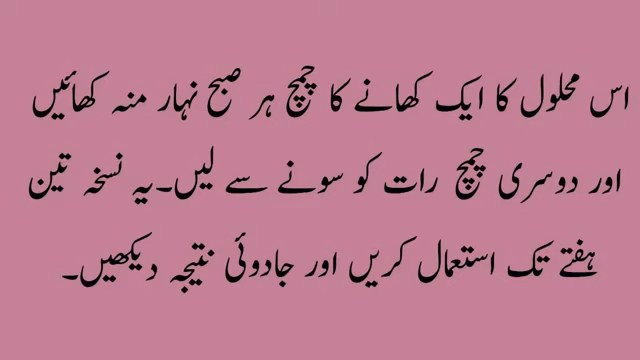 اس محلول کا ایک کھانے کا چمچ ہر صبح نہار منہ کھائیں
اور دوسری چمچ رات کو سونے سے لیں۔یہ نسخہ تین
ہفتے تک استعمال کریں اور جادوئی نتیجہ دیکھیں۔